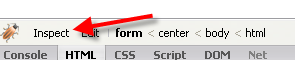 Inspect Edit | form < center < body < html
Console HTML CSS Script DOM Net